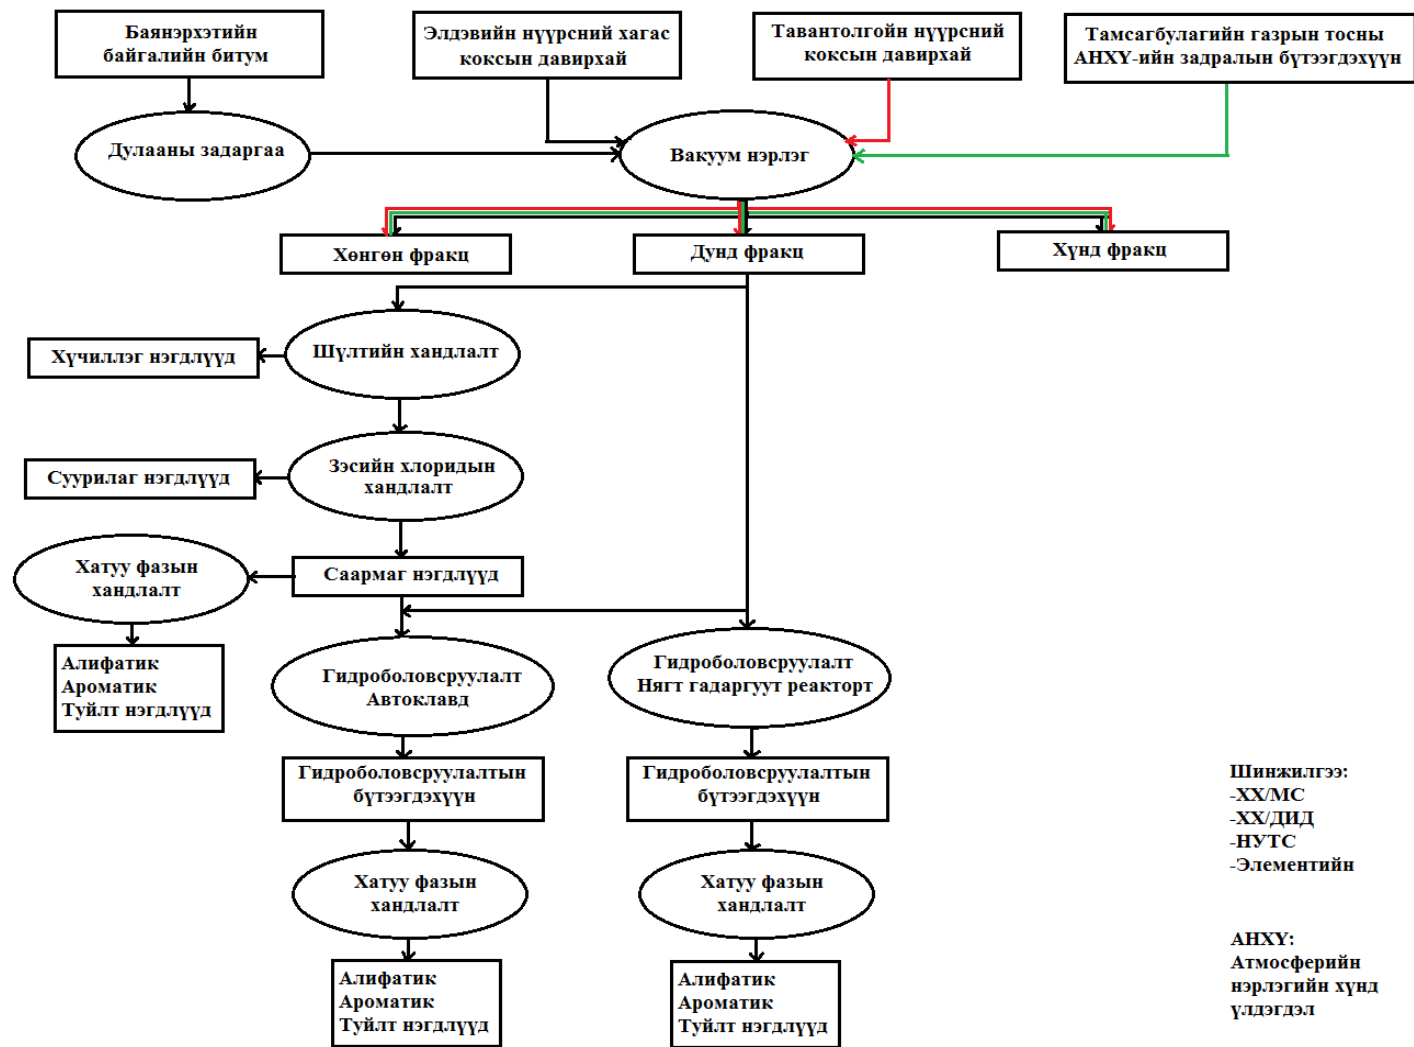 Баянэрхэтийн
байгалийн битум
Элдэвийн нүүрсний хагас
коксын давирхай
Тавантолгойн нүүрсний
коксын давирхай
Тамсагбулагийн газрын тосны
АНХҮ-ийн задралын бүтээгдэхүүн
Дулааны задаргаа
Вакуум нэрлэг
Хөнгөн фракц
Дунд фракц
Хүнд фракц
Шүлтийн хандлалт
Хүчиллэг нэгдлүүд
Зэсийн хлоридын
хандлалт
Суурилаг нэгдлүүд
Саармаг нэгдлүүд
Хатуу фазын
хандлалт
Алифатик
Ароматик
Туйлт нэгдлүүд
Гидроболовсруулалт
Автоклавд
Гидроболовсруулалт
Нягт гадаргуут реакторт
Гидроболовсруулалтын
бүтээгдэхүүн
Гидроболовсруулалтын
бүтээгдэхүүн
Хатуу фазын
хандлалт
Хатуу фазын
хандлалт
Алифатик
Ароматик
Туйлт нэгдлүүд
Алифатик
Ароматик
Туйлт нэгдлүүд
Шинжилгээ:
-ХХ/МС
-ХХ/ДИД
-НУТС
-Элементийн
АНХҮ:
Атмосферийн
нэрлэгийн хүнд
үлдэгдэл